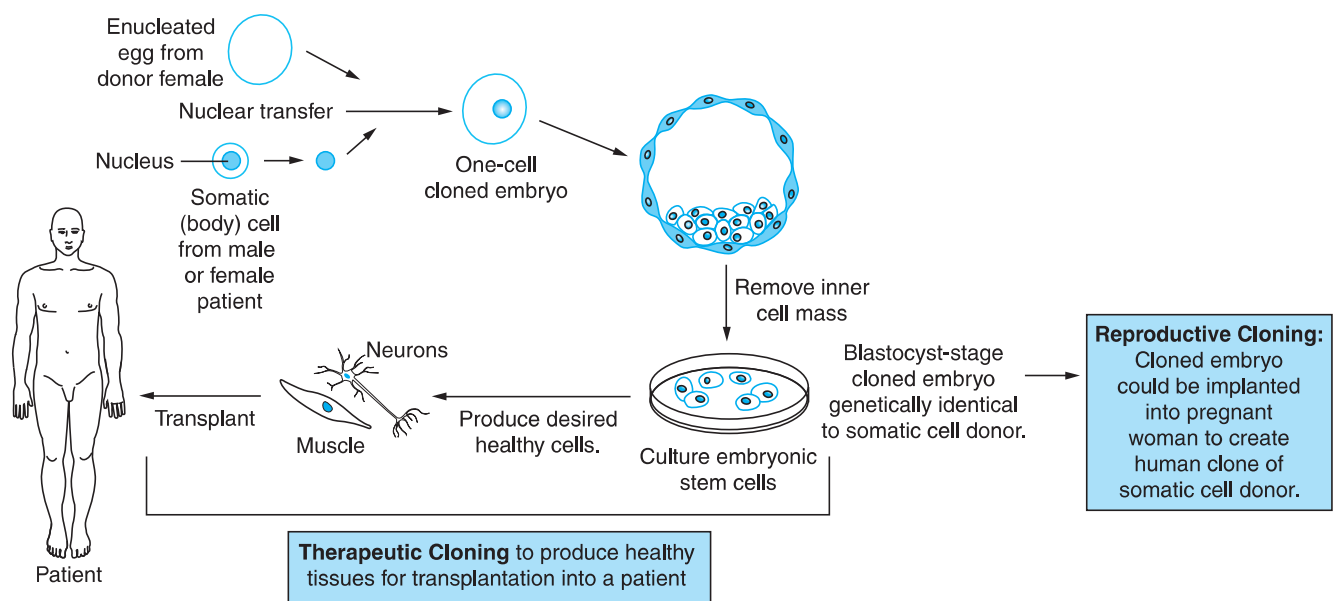 Enucleated
egg from
donor female
Nuclear transfer
Nucleus
One-cell
cloned embryo
Somatic
(body) cell
from male
or female
patient
Remove inner
cell mass
Neurons
Blastocyst-stage
cloned embryo
genetically identical
to somatic cell donor.
Reproductive Cloning:
Cloned embryo
could be implanted
into pregnant
woman to create
human clone of
somatic cell donor.
Transplant
Muscle
Produce desired
healthy cells.
Culture embryonic
stem cells
Therapeutic Cloning to produce healthy
tissues for transplantation into a patient
Patient